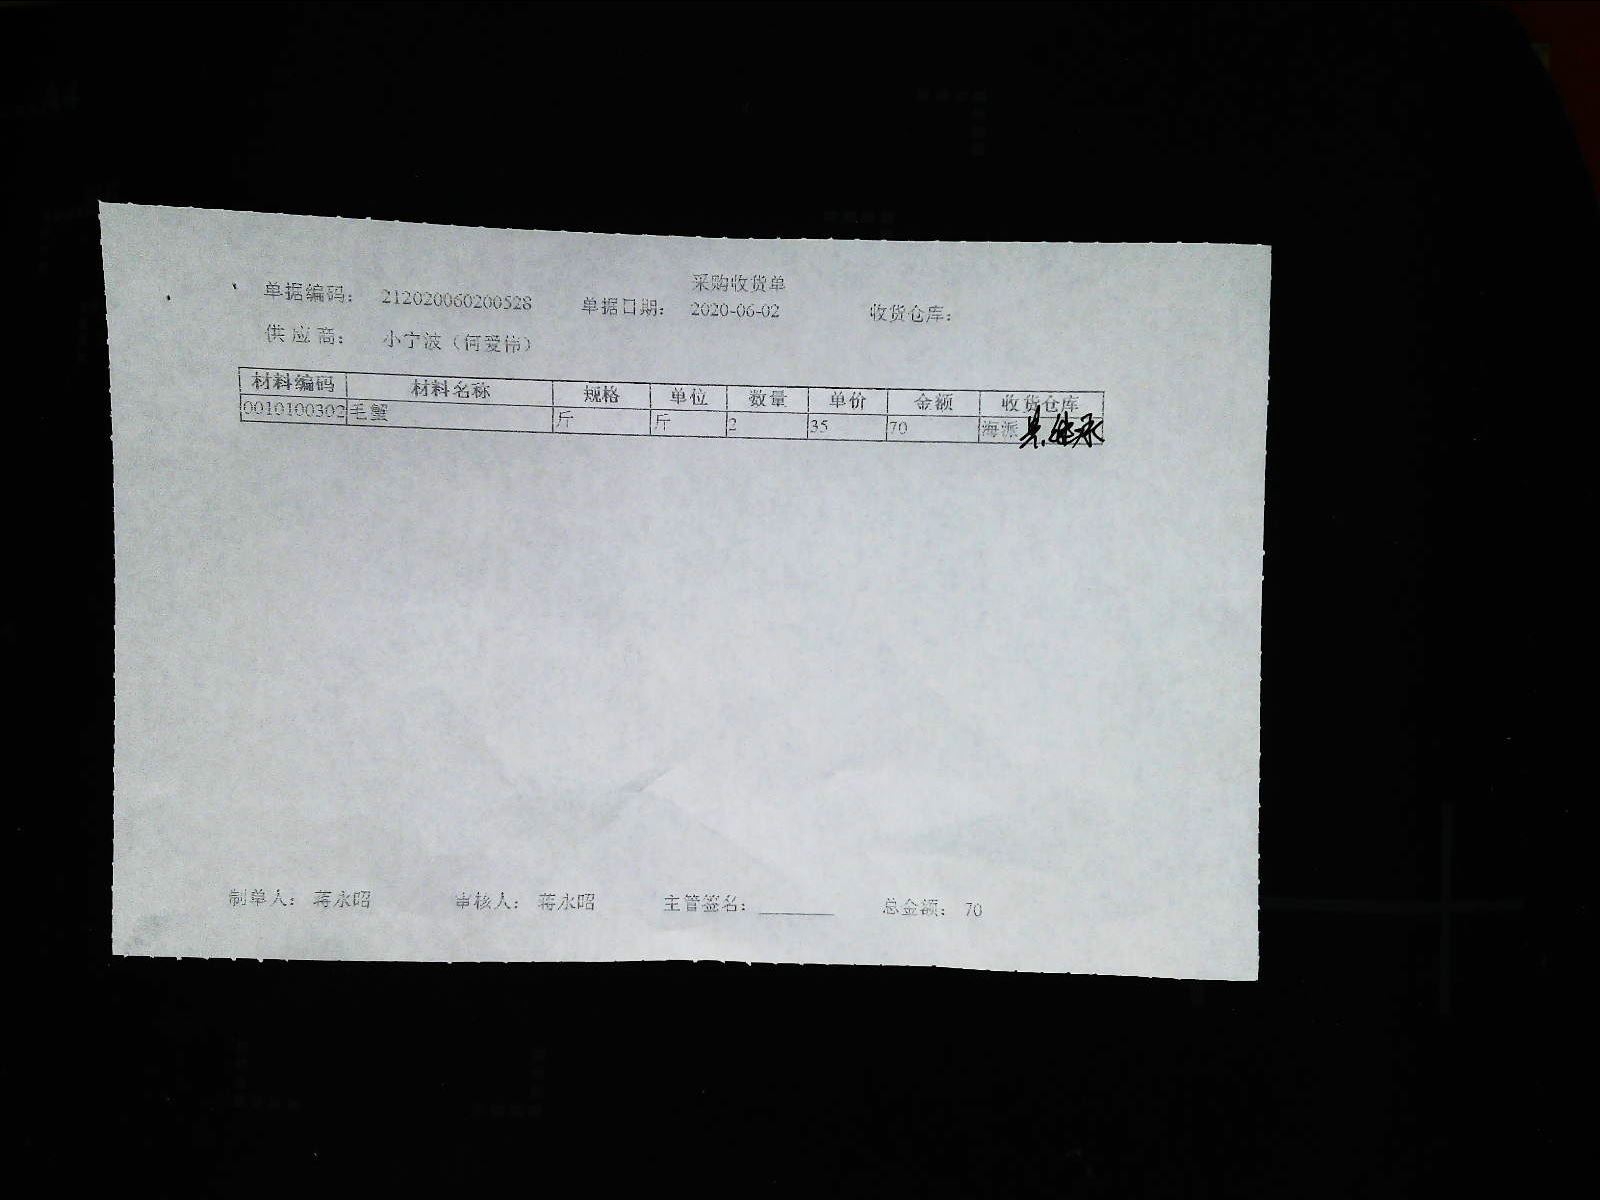 采购收货单
单据编码： 212020060200528 单据日期： 2020-06-02 收货仓库：
供 应 商： 小宁波（何爱伟）
材料编码 材料名称 规格 单位 数量 单价 金额 收货仓库
0010100302 毛蟹 斤 斤 2 35 70 海派
制单人： 蒋永昭 审核人： 蒋永昭 主管签名： ________ 总金额： 70